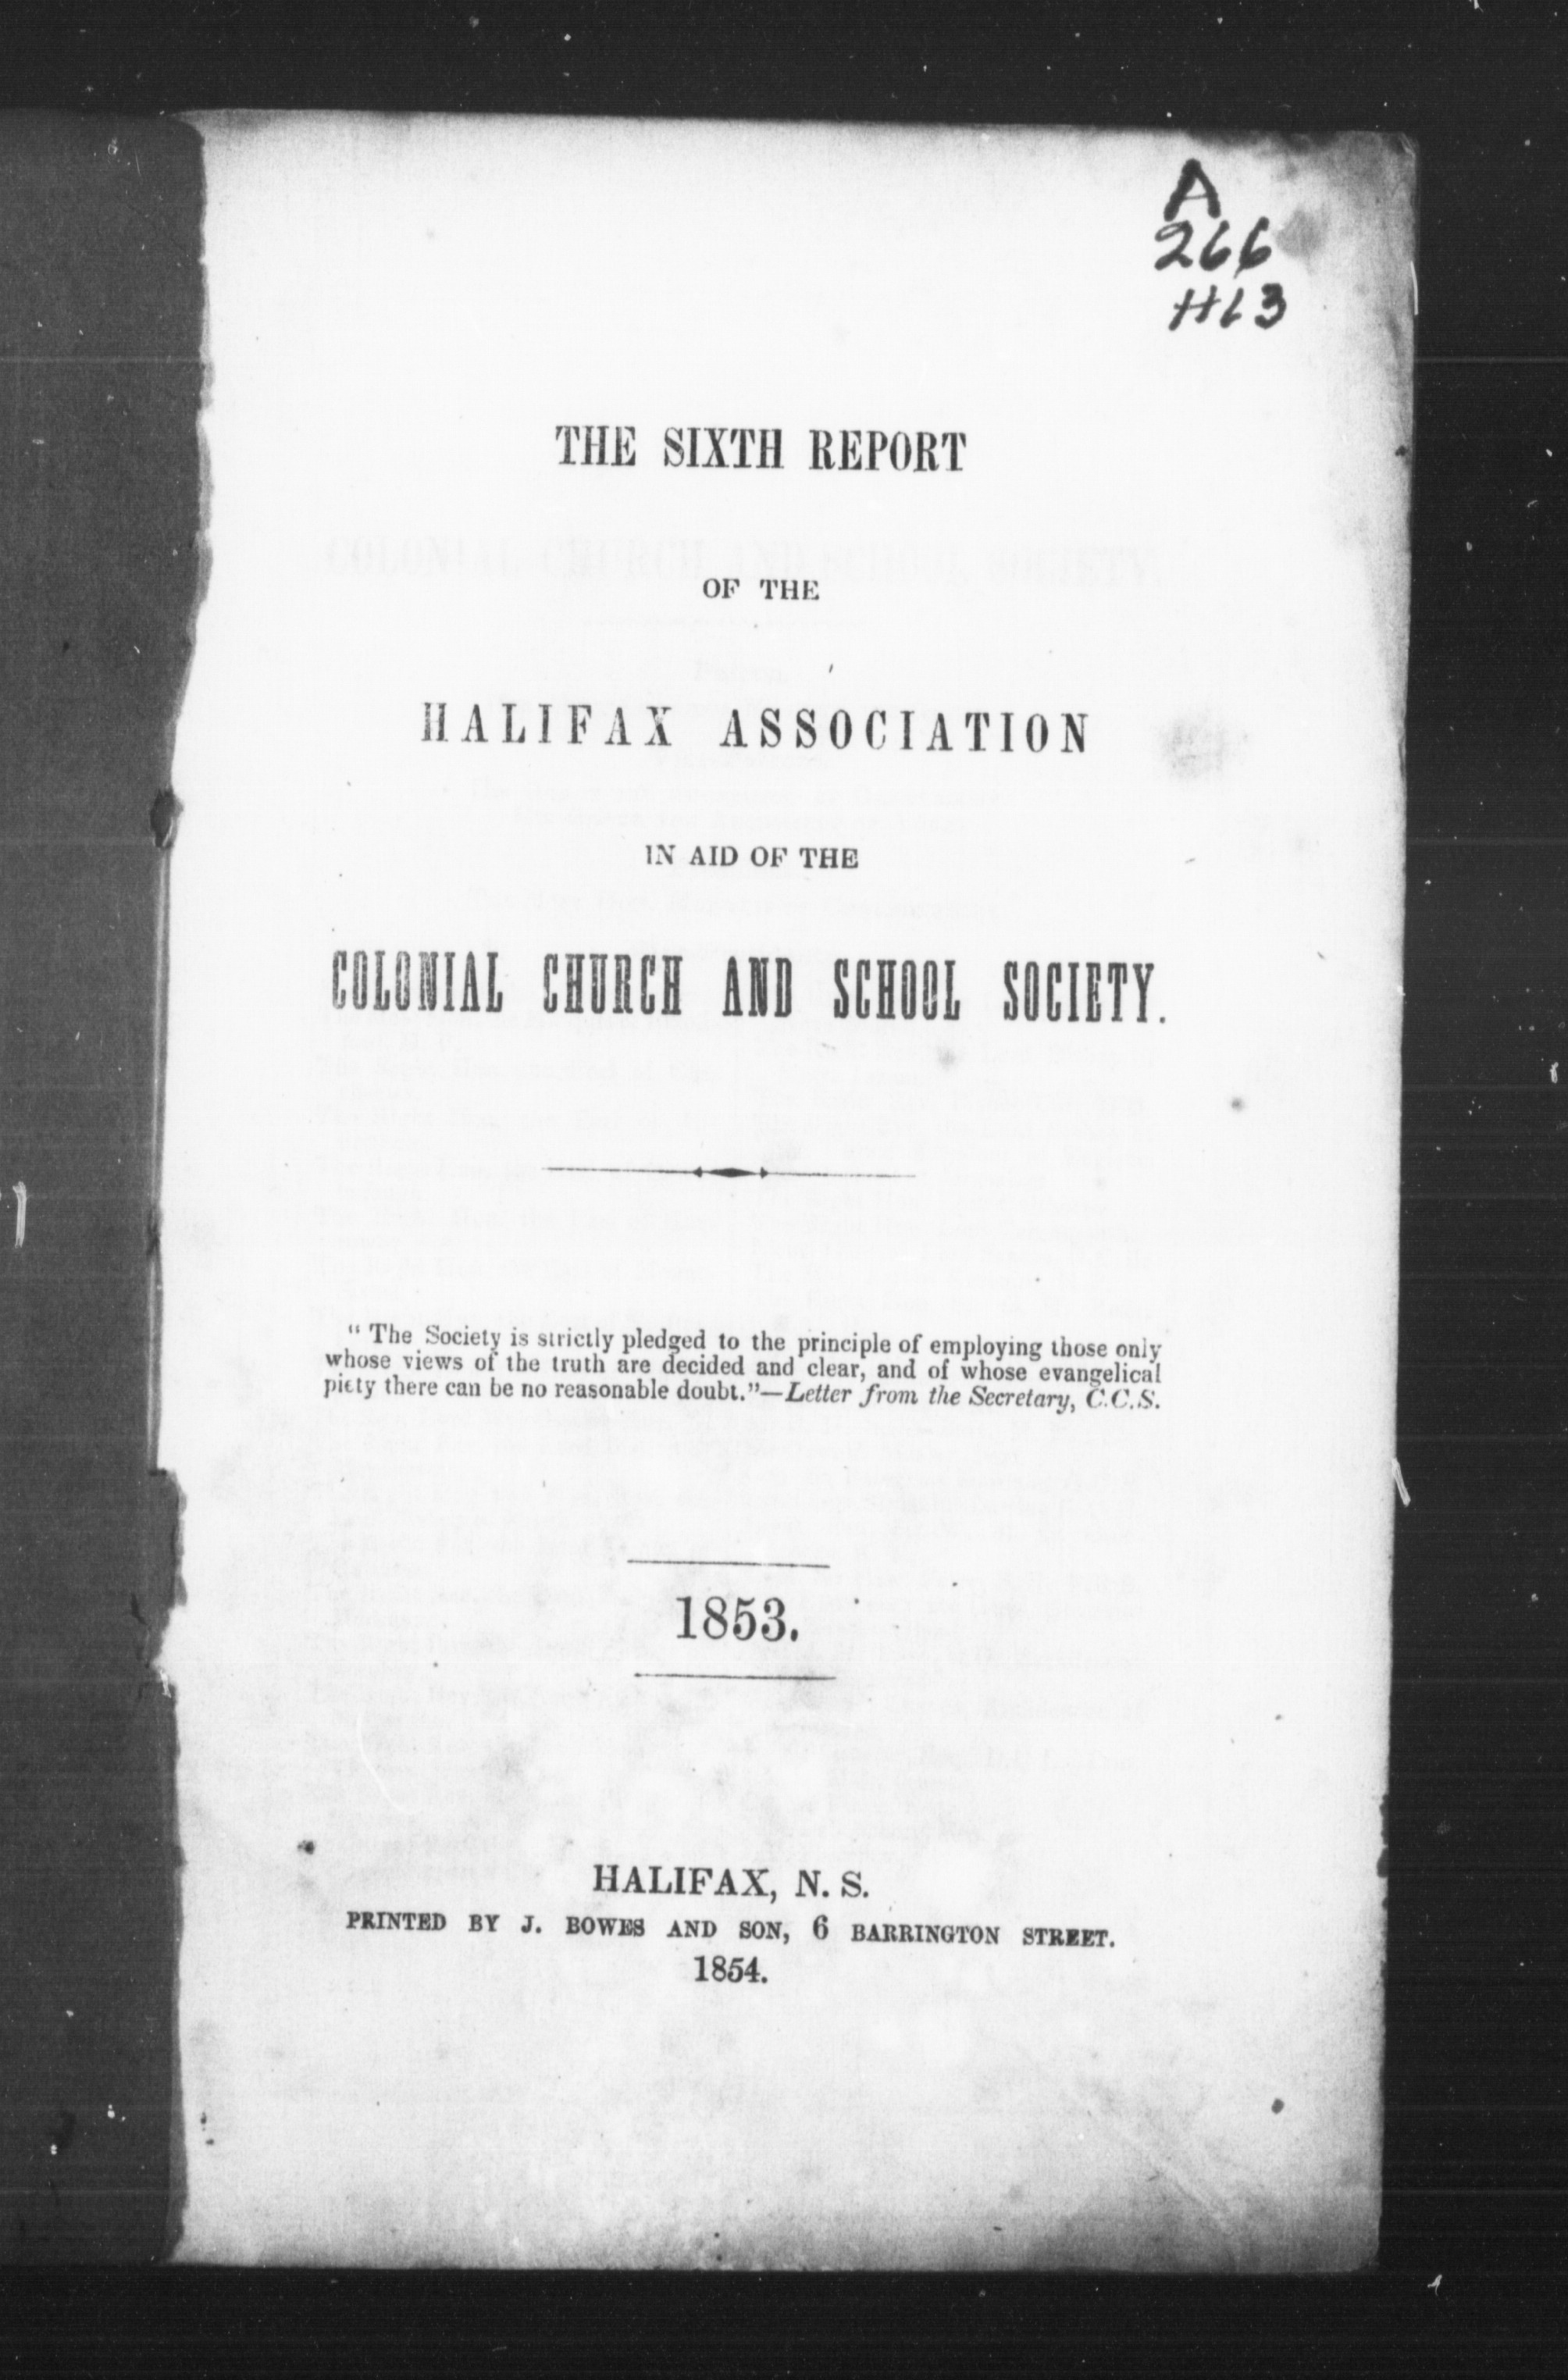 A
266
H13
THE SIXTH REPORT
OF THE
HALIFAX ASSOCIATION
IN AID OF THE
COLONIAL CHURCH AND SCHOOL SOCIETY.
“ The Society is strictly pledged to the principle of employing those only
whose views of the truth are decided and clear, and of whose evangelical
piety there can be no reasonable doubt.”—Letter from the Secretary, C.C.S.
1853.
HALIFAX, N. S.
PRINTED BY J. BOWES AND SON, 6 BARRINGTON STREET.
1854.